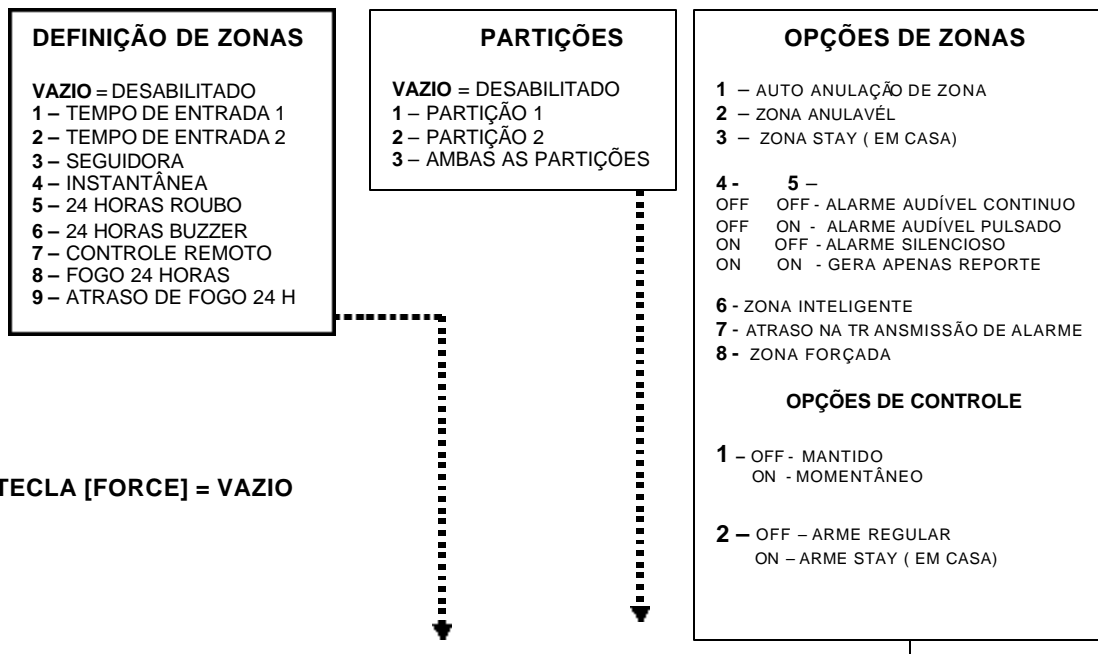 DEFINIÇÃO DE ZONAS
VAZIO = DESABILITADO
1 – TEMPO DE ENTRADA 1
2 – TEMPO DE ENTRADA 2
3 – SEGUIDORA
4 – INSTANTÂNEA
5 – 24 HORAS ROUBO
6 – 24 HORAS BUZZER
7 – CONTROLE REMOTO
8 – FOGO 24 HORAS
9 – ATRASO DE FOGO 24 H
PARTIÇÕES
VAZIO = DESABILITADO
1 – PARTIÇÃO 1
2 – PARTIÇÃO 2
3 – AMBAS AS PARTIÇÕES
OPÇÕES DE ZONAS
1 – AUTO ANULAÇÃO DE ZONA
2 – ZONA ANULAVÉL
3 – ZONA STAY ( EM CASA)
4 - 5 –
OFF OFF - ALARME AUDÍVEL CONTINUO
OFF ON - ALARME AUDÍVEL PULSADO
ON OFF - ALARME SILENCIOSO
ON ON - GERA APENAS REPORTE
6 - ZONA INTELIGENTE
7 - ATRASO NA TR ANSMISSÃO DE ALARME
8 - ZONA FORÇADA
OPÇÕES DE CONTROLE
1 – OFF - MANTIDO
ON - MOMENTÂNEO
2 – OFF – ARME REGULAR
ON – ARME STAY ( EM CASA)
TECLA [FORCE] = VAZIO